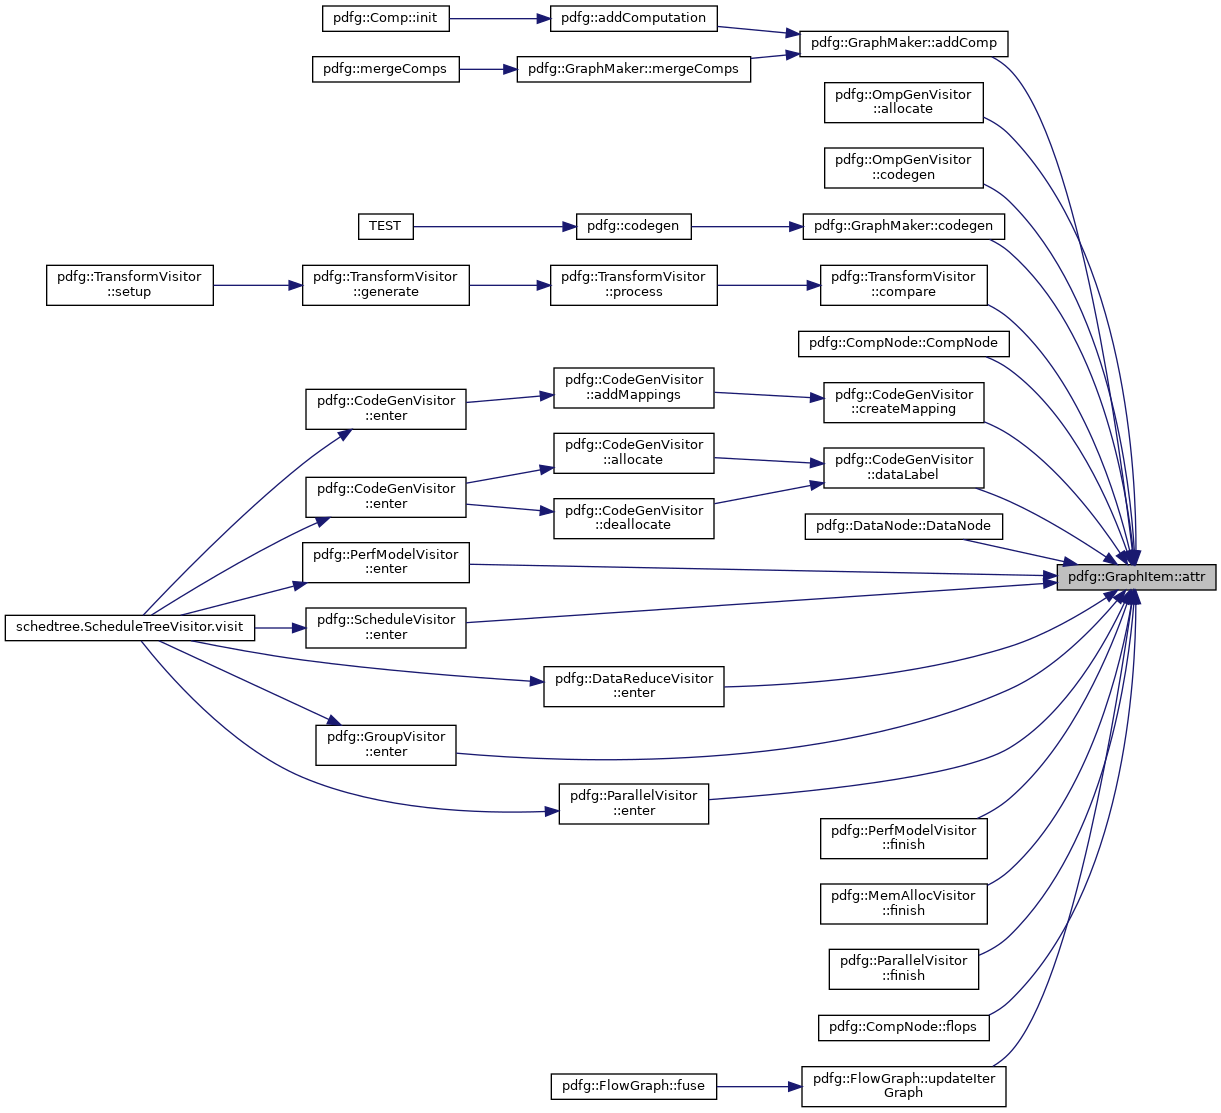 pdfg::Comp::init
pdfg::addComputation
pdfg::GraphMaker::addComp
pdfg::mergeComps
pdfg::GraphMaker::mergeComps
pdfg::OmpGenVisitor
::allocate
pdfg::OmpGenVisitor
::codegen
TEST
pdfg::codegen
pdfg::GraphMaker::codegen
pdfg::TransformVisitor
::setup
pdfg::TransformVisitor
::generate
pdfg::TransformVisitor
::process
pdfg::TransformVisitor
::compare
pdfg::CompNode::CompNode
pdfg::CodeGenVisitor
::enter
pdfg::CodeGenVisitor
::addMappings
pdfg::CodeGenVisitor
::createMapping
pdfg::CodeGenVisitor
::allocate
pdfg::CodeGenVisitor
::dataLabel
pdfg::CodeGenVisitor
::enter
pdfg::CodeGenVisitor
::deallocate
pdfg::DataNode::DataNode
pdfg::PerfModelVisitor
::enter
pdfg::GraphItem::attr
schedtree.ScheduleTreeVisitor.visit
pdfg::ScheduleVisitor
::enter
pdfg::DataReduceVisitor
::enter
pdfg::GroupVisitor
::enter
pdfg::ParallelVisitor
::enter
pdfg::PerfModelVisitor
::finish
pdfg::MemAllocVisitor
::finish
pdfg::ParallelVisitor
::finish
pdfg::CompNode::flops
pdfg::FlowGraph::fuse
pdfg::FlowGraph::updateIter
Graph